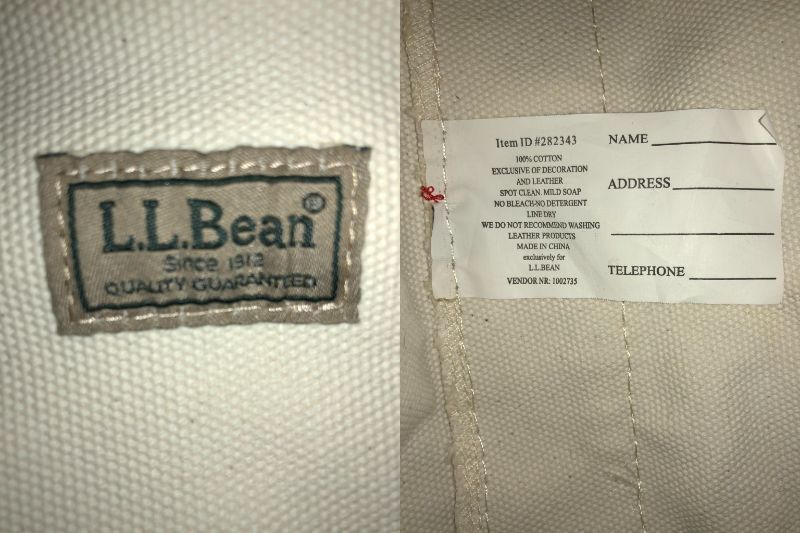 L.L.Bean®
Since 1912
QUALITY GUARANTEED
Item ID #282343
100% COTTON
EXCLUSIVE OF DECORATION
AND LEATHER
SPOT CLEAN. MILD SOAP
NO BLEACH-NO DETERGENT
LINE DRY
WE DO NOT RECOMMEND WASHING
LEATHER PRODUCTS
MADE IN CHINA
exclusively for
L.L.BEAN
VENDOR NR: 1002735
NAME
ADDRESS
TELEPHONE